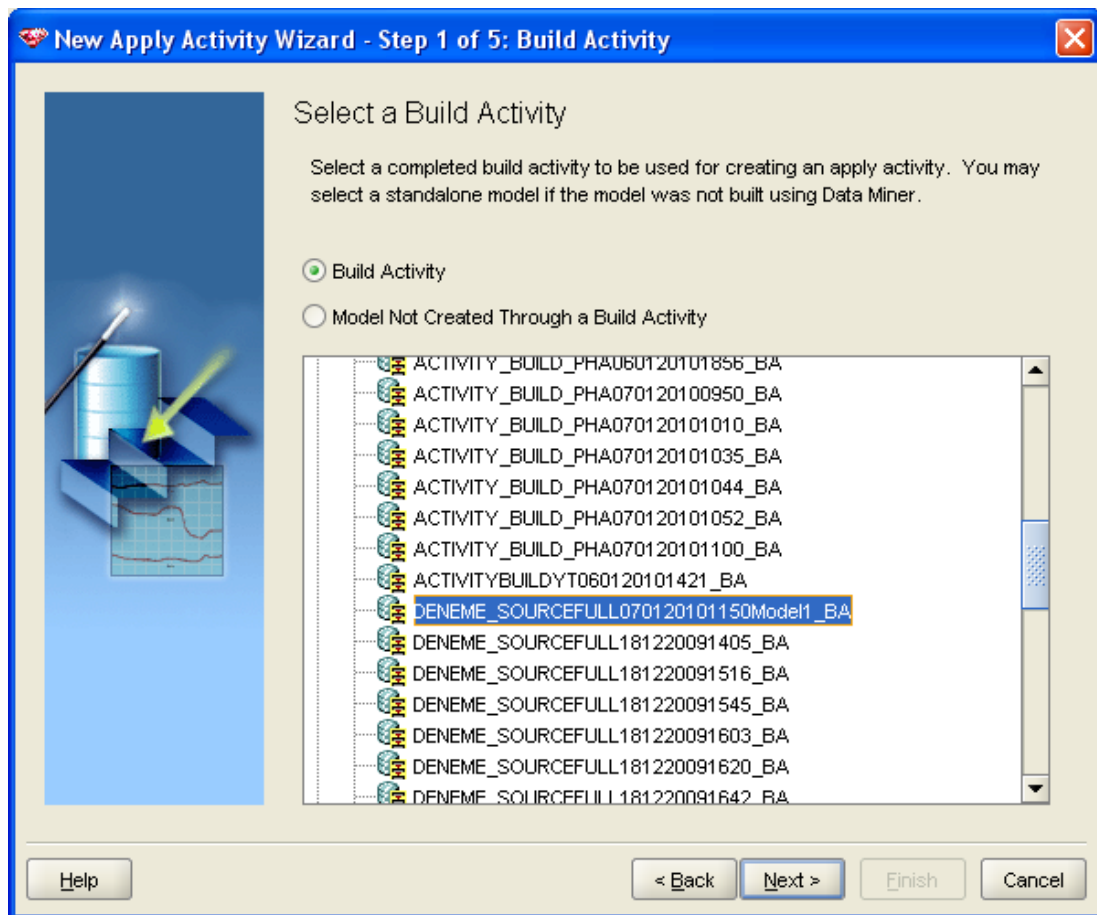 New Apply Activity Wizard - Step 1 of 5: Build Activity
Select a Build Activity
Select a completed build activity to be used for creating an apply activity. You may
select a standalone model if the model was not built using Data Miner.
Build Activity
Model Not Created Through a Build Activity
ACTIVITY_BUILD_PHA060120101856_BA
ACTIVITY_BUILD_PHA070120100950_BA
ACTIVITY_BUILD_PHA070120101010_BA
ACTIVITY_BUILD_PHA070120101035_BA
ACTIVITY_BUILD_PHA070120101044_BA
ACTIVITY_BUILD_PHA070120101052_BA
ACTIVITY_BUILD_PHA070120101100_BA
ACTIVITYBUILDYT060120101421_BA
DENEME_SOURCEFULL070120101150Model1_BA
DENEME_SOURCEFULL181220091405_BA
DENEME_SOURCEFULL181220091516_BA
DENEME_SOURCEFULL181220091545_BA
DENEME_SOURCEFULL181220091603_BA
DENEME_SOURCEFULL181220091620_BA
DENEME_SOURCEFULL181220091642_BA
Help
< Back
Next >
Finish
Cancel